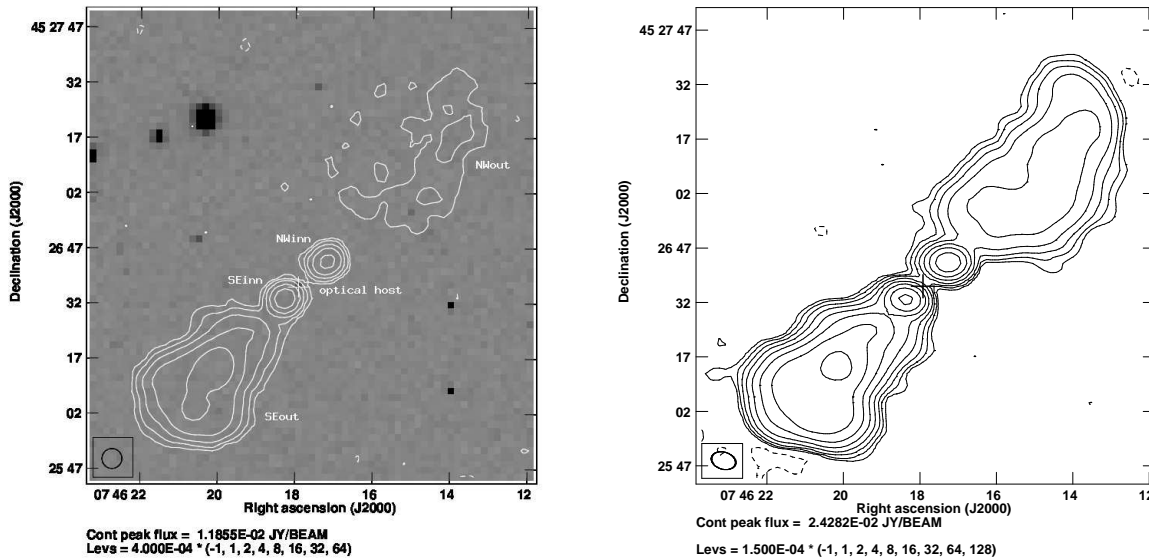 45 27 47
32
17
02
26 47
32
17
02
25 47
Declination (J2000)
NWout
NWinn
SEinn
optical host
SEout
07 46 22
20
18
16
14
12
Right ascension (J2000)
Cont peak flux = 1.1855E-02 JY/BEAM
Levs = 4.000E-04 * (-1, 1, 2, 4, 8, 16, 32, 64)
45 27 47
32
17
02
26 47
32
17
02
25 47
Declination (J2000)
07 46 22
20
18
16
14
12
Right ascension (J2000)
Cont peak flux = 2.4282E-02 JY/BEAM
Levs = 1.500E-04 * (-1, 1, 2, 4, 8, 16, 32, 64, 128)